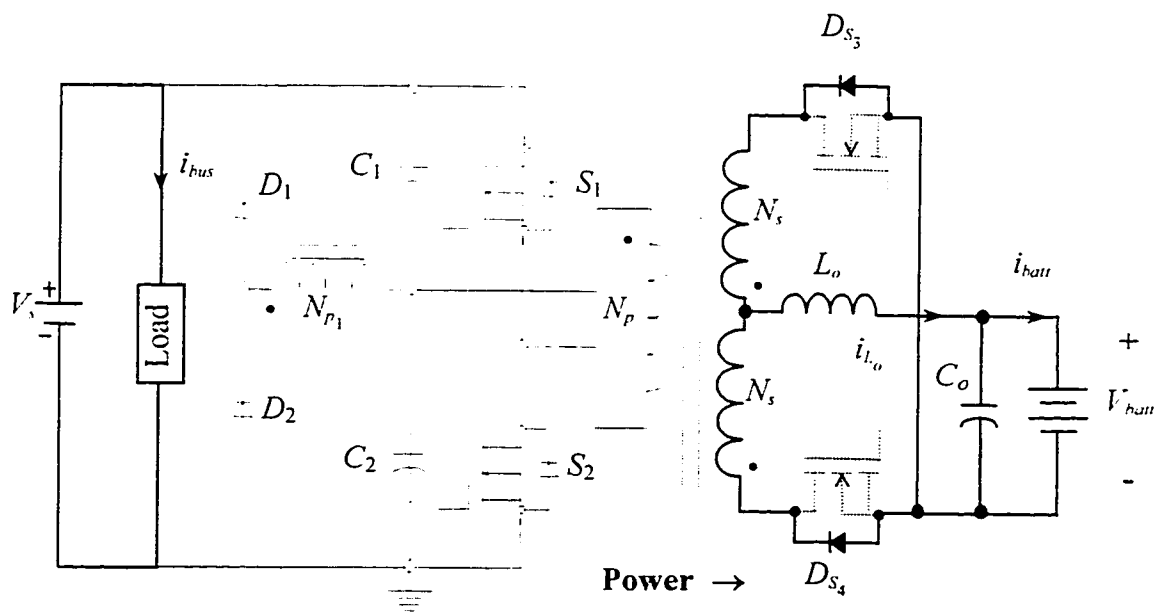 D_{S_3}
i_{bus}
C_1
D_1
S_1
N_s
L_o
i_{batt}
V_s
+
-
Load
N_{p_1}
N_p
i_{L_o}
C_o
+
V_{batt}
-
N_s
D_2
C_2
S_2
Power →
D_{S_4}